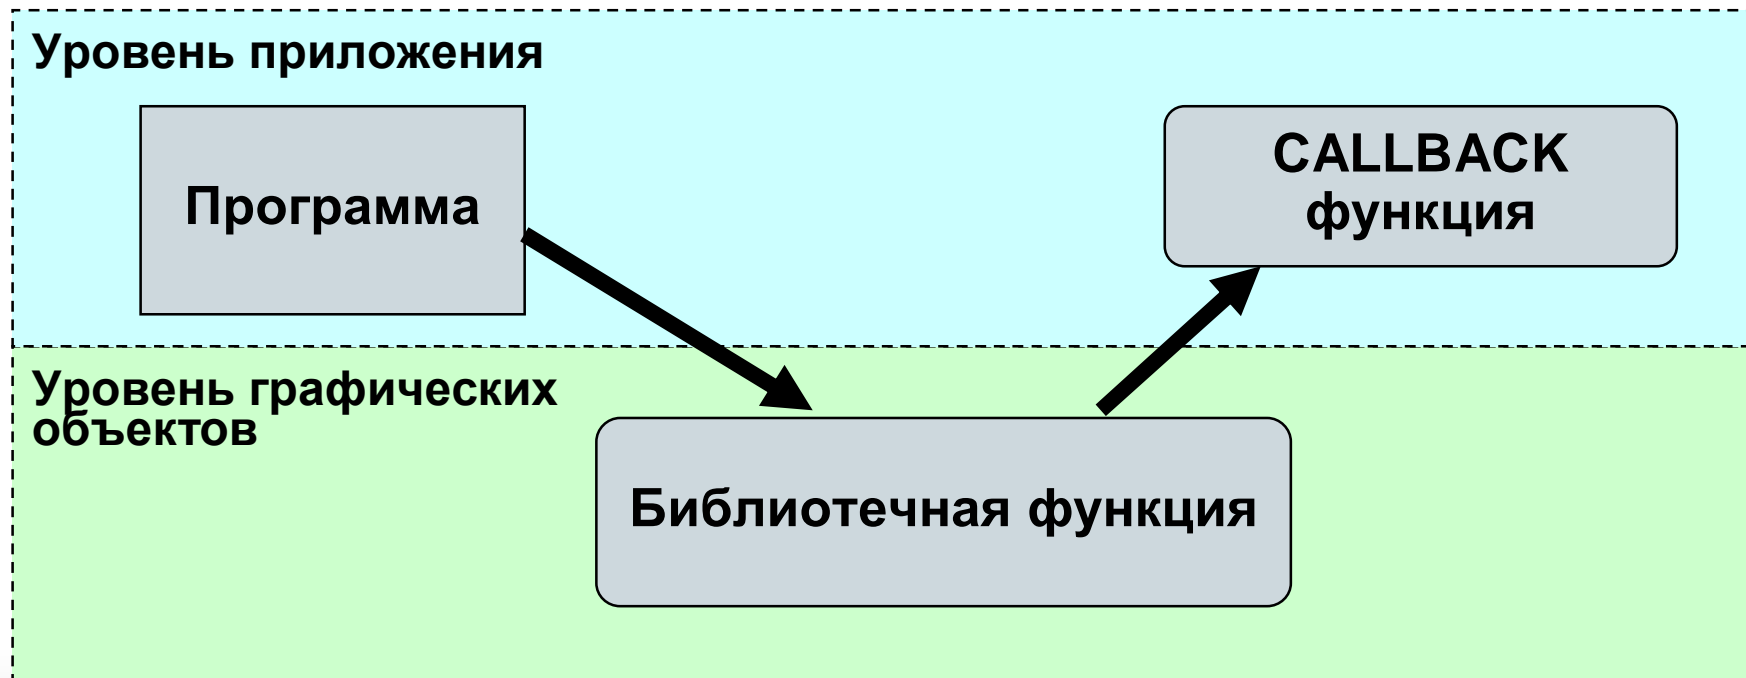 Уровень приложения
Программа
CALLBACK
функция
Уровень графических
объектов
Библиотечная функция